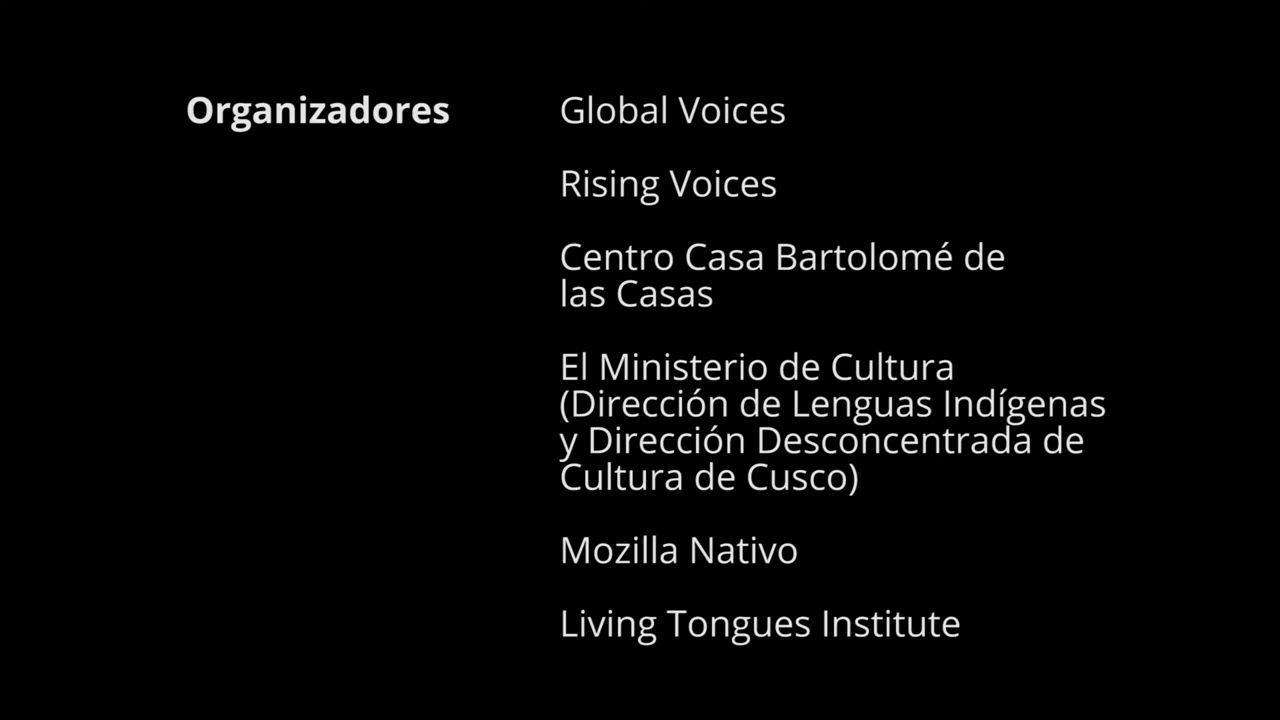 Organizadores
Global Voices
Rising Voices
Centro Casa Bartolomé de
las Casas
El Ministerio de Cultura
(Dirección de Lenguas Indígenas
y Dirección Desconcentrada de
Cultura de Cusco)
Mozilla Nativo
Living Tongues Institute